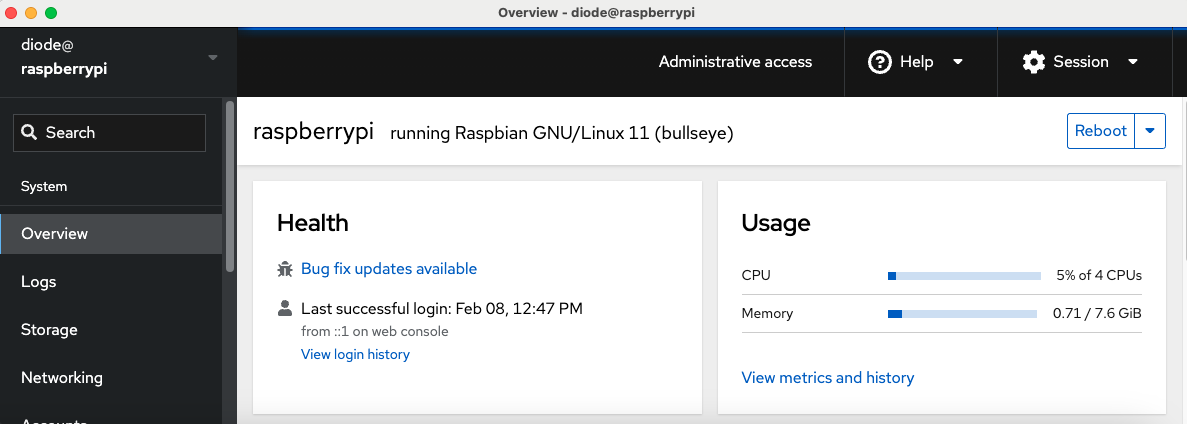 Overview - diode@raspberrypi
diode@
raspberrypi
Administrative access
Help
Session
Search
System
Overview
Logs
Storage
Networking
Accounts
raspberrypi running Raspbian GNU/Linux 11 (bullseye)
Reboot
Health
Bug fix updates available
Last successful login: Feb 08, 12:47 PM
from ::1 on web console
View login history
Usage
CPU 5% of 4 CPUs
Memory 0.71 / 7.6 GiB
View metrics and history